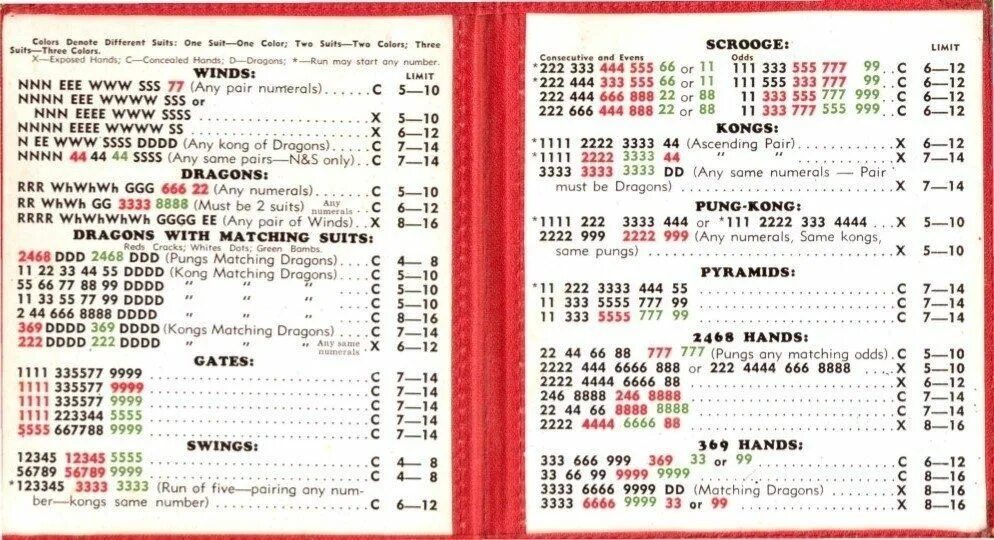 Colors Denote Different Suits: One Suit—One Color; Two Suits—Two Colors; Three
Suits—Three Colors.
X—Exposed Hands; C—Concealed Hands; D—Dragons; *—Run may start any number.
WINDS: LIMIT
NNN EEE WWW SSS 77 (Any pair numerals) C 5—10
NNNN EEE WWWW SSS or
NNN EEEE WWW SSSS X 5—10
NNNN EEEE WWWW SS X 5—10
N EE WWW SSSS DDDD (Any kong of Dragons) C 7—14
NNNN 44 44 44 SSSS (Any same pairs—N&S only) C 7—14
DRAGONS:
RRR WhWhWh GGG 666 22 (Any numerals) C 5—10
RR WhWh GG 3333 8888 (Must be 2 suits) Any numerals C 6—12
RRRR WhWhWhWh GGGG EE (Any pair of Winds) X 8—16
DRAGONS WITH MATCHING SUITS:
Reds Cracks; Whites Dots; Green Bambs.
2468 DDD 2468 DDD (Pungs Matching Dragons) C 4— 8
11 22 33 44 55 DDDD (Kong Matching Dragons) C 5—10
55 66 77 88 99 DDDD " " " C 5—10
11 33 55 77 99 DDDD " " " C 5—10
2 44 666 8888 DDDD " " " C 8—16
369 DDDD 369 DDDD (Kongs Matching Dragons) C 7—14
222 DDDD 222 DDDD " " " Any same numerals X 6—12
GATES:
1111 335577 9999 C 7—14
1111 335577 9999 C 7—14
1111 335577 9999 C 7—14
1111 223344 5555 C 7—14
5555 667788 9999 C 7—14
SWINGS:
12345 12345 5555 C 4— 8
56789 56789 9999 C 4— 8
*123345 3333 3333 (Run of five—pairing any num-
ber—kongs same number) C 6—12
SCROOGE: LIMIT
Consecutive and Evens Odds
*222 333 444 555 66 or 11 111 333 555 777 99 C 6—12
*222 444 333 555 66 or 11 111 555 333 777 99 C 6—12
222 444 666 888 22 or 88 11 333 555 777 999 C 6—12
222 666 444 888 22 or 88 11 333 777 555 999 C 6—12
KONGS:
*1111 2222 3333 44 (Ascending Pair) X 6—12
*1111 2222 3333 44 " " X 6—12
3333 3333 3333 DD (Any same numerals — Pair
must be Dragons) X 7—14
PUNG-KONG:
*1111 222 3333 444 or *111 2222 333 4444 X 5—10
2222 999 2222 999 (Any numerals, Same kongs,
same pungs) X 5—10
PYRAMIDS:
*11 222 3333 444 55 C 7—14
11 333 5555 777 99 C 7—14
11 333 5555 777 99 C 7—14
2468 HANDS:
22 44 66 88 777 777 (Pungs any matching odds) C 5—10
2222 444 6666 888 or 222 4444 666 8888 X 5—10
2222 4444 6666 88 X 6—12
246 8888 246 8888 C 7—14
22 44 66 8888 8888 C 7—14
2222 4444 6666 88 X 8—16
369 HANDS:
333 666 999 369 33 or 99 C 6—12
33 66 99 9999 9999 C 8—16
3333 6666 9999 DD (Matching Dragons) X 8—16
3333 6666 9999 33 or 99 X 8—16